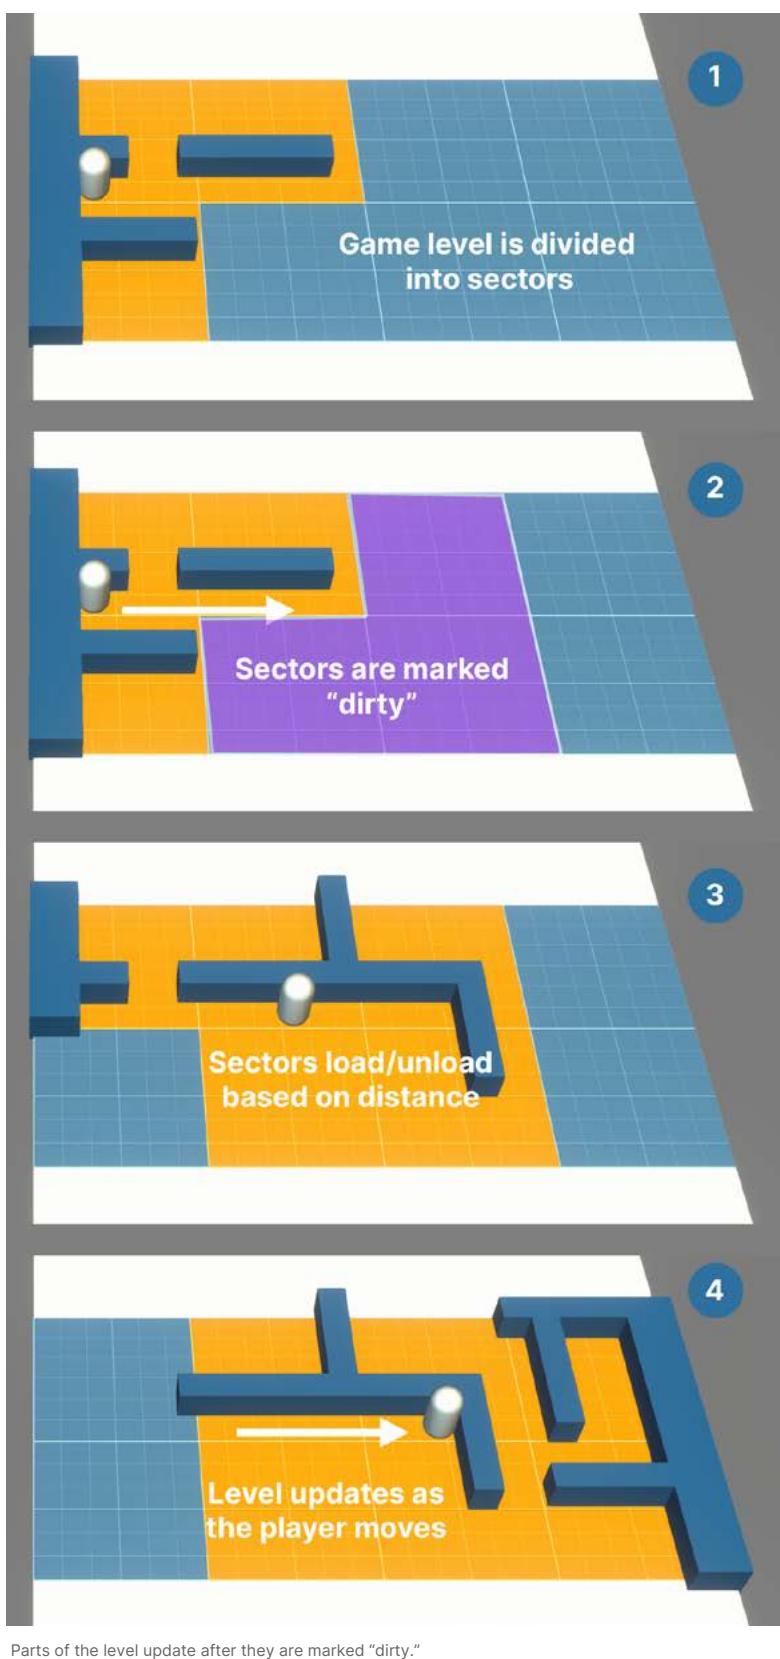 1
Game level is divided
into sectors
2
Sectors are marked
“dirty”
3
Sectors load/unload
based on distance
4
Level updates as
the player moves
Parts of the level update after they are marked “dirty.”